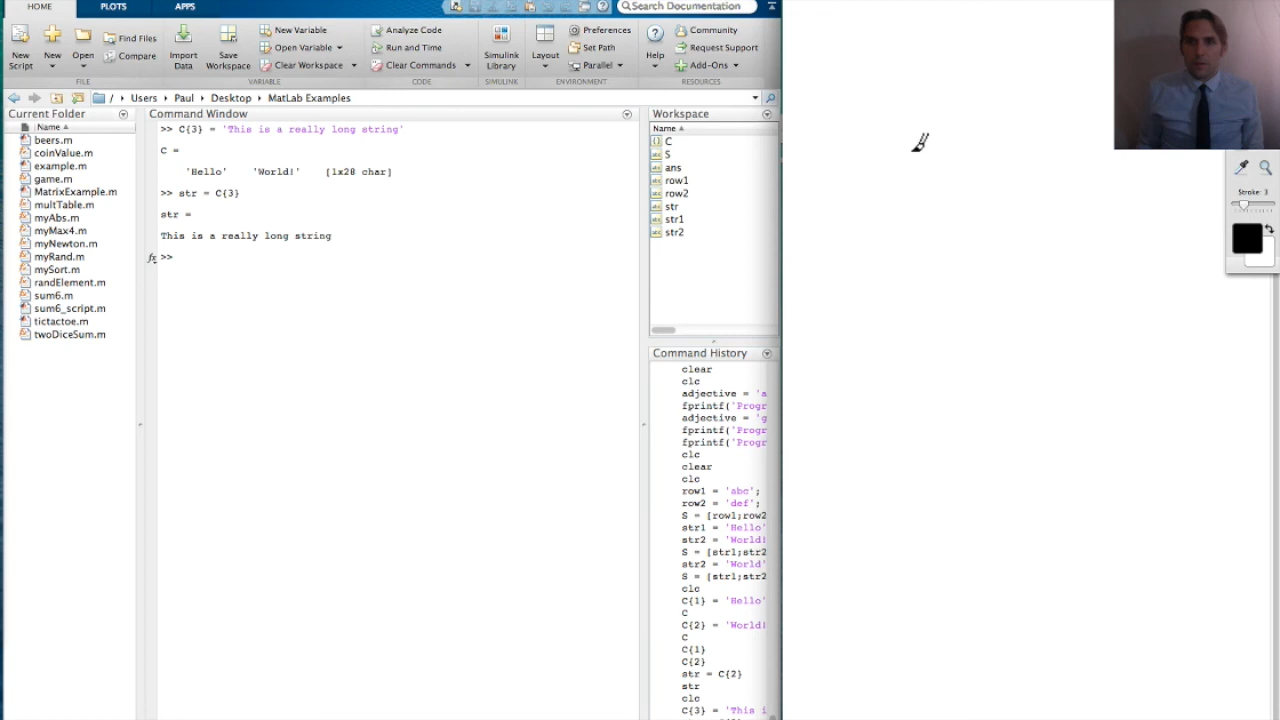 HOME PLOTS APPS
Search Documentation
New Script
New
Open
Find Files
Compare
Import Data
Save Workspace
New Variable
Open Variable
Clear Workspace
Analyze Code
Run and Time
Clear Commands
Simulink Library
Layout
Preferences
Set Path
Parallel
Help
Community
Request Support
Add-Ons
FILE VARIABLE CODE SIMULINK ENVIRONMENT RESOURCES
/ Users Paul Desktop MatLab Examples
Current Folder
Name
beers.m
coinValue.m
example.m
game.m
MatrixExample.m
multTable.m
myAbs.m
myMax4.m
myNewton.m
myRand.m
mySort.m
randElement.m
sum6.m
sum6_script.m
tictactoe.m
twoDiceSum.m
Command Window
>> C{3} = 'This is a really long string'
C =
'Hello' 'World!' [1x28 char]
>> str = C{3}
str =
This is a really long string
fx >>
Workspace
Name
C
S
ans
row1
row2
str
str1
str2
Command History
clear
clc
adjective = 'a
fprintf('Progr
adjective = 'g
fprintf('Progr
fprintf('Progr
clc
clear
clc
row1 = 'abc';
row2 = 'def';
S = [row1;row2
str1 = 'Hello'
str2 = 'World!
S = [str1;str2
str2 = 'World'
S = [str1;str2
clc
C{1} = 'Hello'
C
C{2} = 'World!
C
C{1}
C{2}
str = C{2}
str
clc
C{3} = 'This i
Stroke: 3